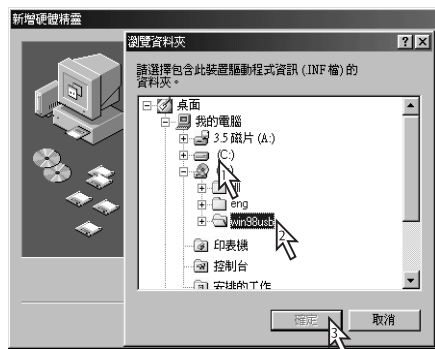 新增硬體精靈
瀏覽資料夾
請選擇包含此裝置驅動程式資訊 (.INF 檔) 的
資料夾。
桌面
我的電腦
3.5 磁片 (A:)
(C:)
1
eng
win98usb
2
印表機
控制台
安排的工作
確定
取消
3